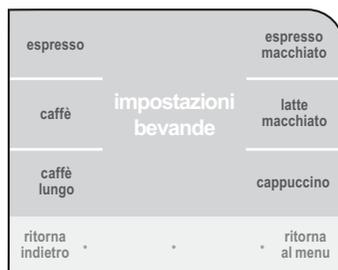 espresso
espresso
macchiato
impostazioni
bevande
caffè
latte
macchiato
caffè
lungo
cappuccino
ritorna
indietro
ritorna
al menu